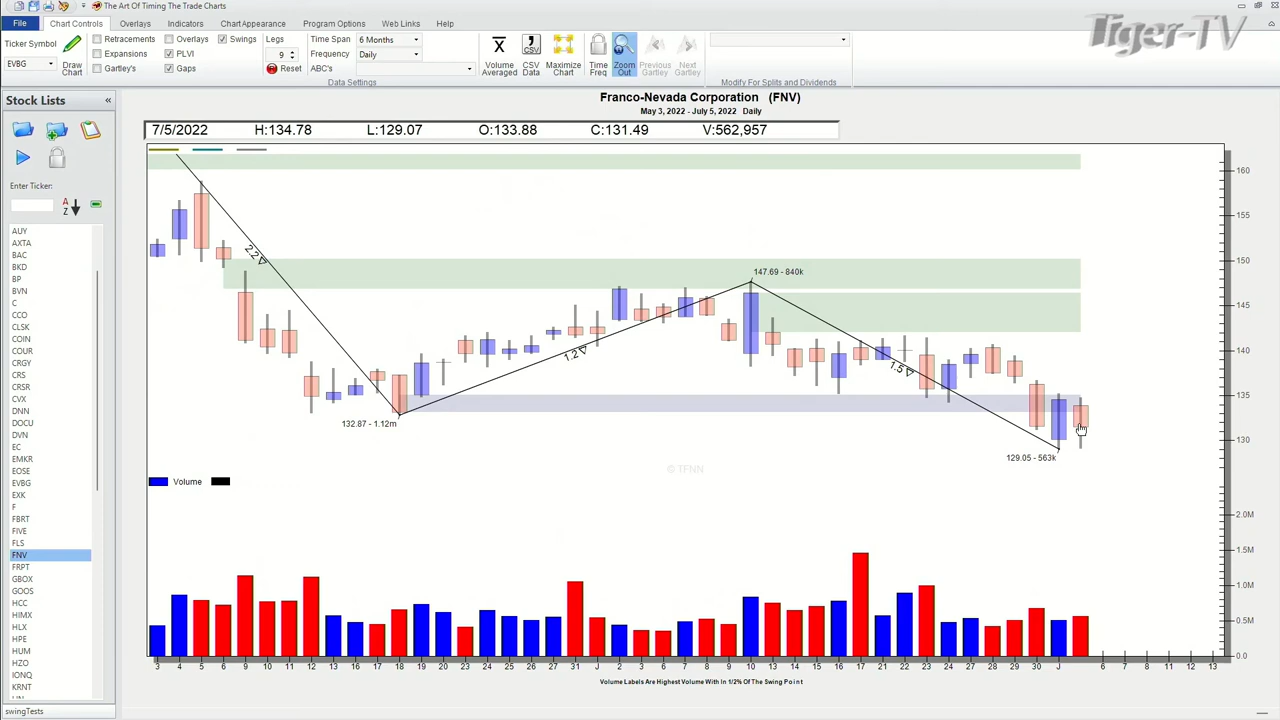 The Art Of Timing The Trade Charts
Tiger-TV
File Chart Controls Overlays Indicators Chart Appearance Program Options Web Links Help
Ticker Symbol
EVBG
Draw Chart
Retracements Overlays Swings
Expansions PLVI
Gartley's Gaps
Legs
9
Reset
Time Span 6 Months
Frequency Daily
ABC's
Data Settings
Volume Averaged
CSV Data
Maximize Chart
Time Freq
Zoom Out
Previous Gartley
Next Gartley
Modify For Splits and Dividends
Stock Lists
Enter Ticker:
AUY
AXTA
BAC
BKD
BP
BVN
C
CCO
CLSK
COIN
COUR
CRGY
CRS
CRSR
CVX
DNN
DOCU
DVN
EC
EMKR
EOSE
EVBG
EXK
F
FBRT
FIVE
FLS
FNV
FRPT
GBOX
GOOS
HCC
HIMX
HLX
HPE
HUM
HZO
IONQ
KRNT
swingTests
Franco-Nevada Corporation (FNV)
May 3, 2022 - July 5, 2022 Daily
7/5/2022 H:134.78 L:129.07 O:133.88 C:131.49 V:562,957
2.2
147.69 - 840k
1.2
1.5
132.87 - 1.12m
129.05 - 563k
© TFNN
160
155
150
145
140
135
130
Volume
2.0M
1.5M
1.0M
0.5M
0.0
3 4 5 6 9 10 11 12 13 16 17 18 19 20 23 24 25 26 27 31 1 2 3 6 7 8 9 10 13 14 15 16 17 21 22 23 24 27 28 29 30 J 6 7 8 11 12 13
Volume Labels Are Highest Volume With In 1/2% Of The Swing Point